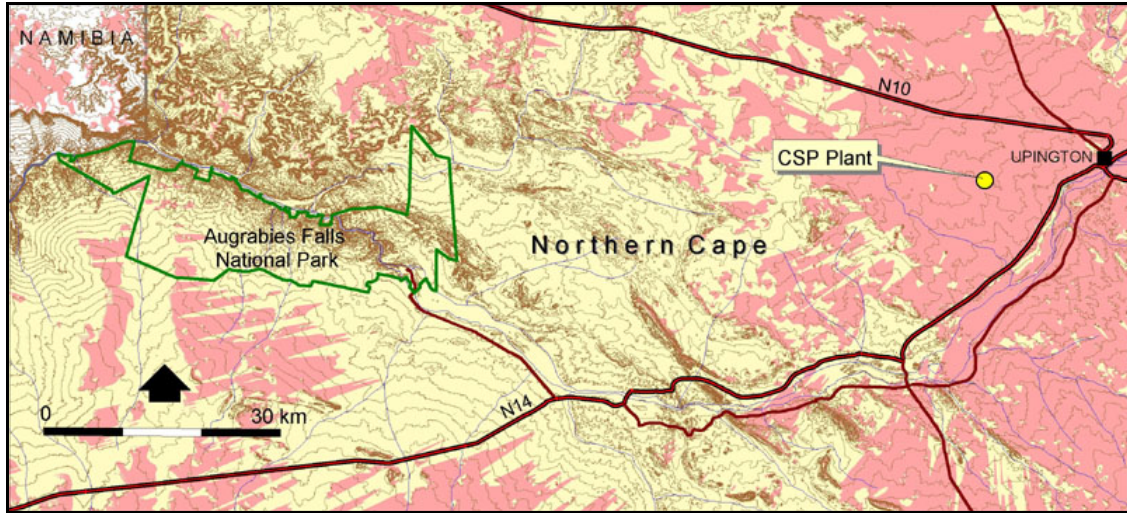 NAMIBIA
N10
CSP Plant
UPINGTON
Augrabies Falls
National Park
Northern Cape
0
30 km
N14